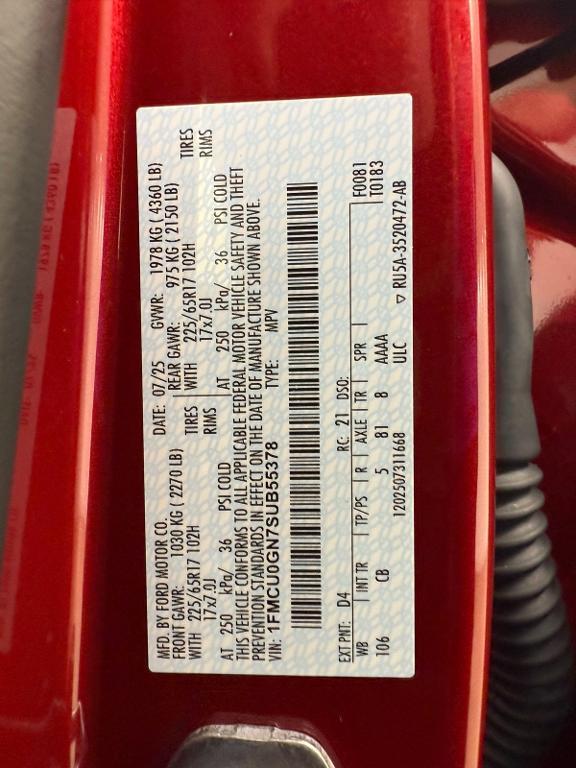 MFD. BY FORD MOTOR CO. DATE: 07/25 GVWR: 1978 KG ( 4360 LB)
FRONT GAWR: 1030 KG ( 2270 LB) REAR GAWR: 975 KG ( 2150 LB)
WITH 225/65R17 102H TIRES WITH 225/65R17 102H TIRES
17x7.0J RIMS 17x7.0J RIMS
AT 250 kPa/ 36 PSI COLD AT 250 kPa/ 36 PSI COLD
THIS VEHICLE CONFORMS TO ALL APPLICABLE FEDERAL MOTOR VEHICLE SAFETY AND THEFT
PREVENTION STANDARDS IN EFFECT ON THE DATE OF MANUFACTURE SHOWN ABOVE.
VIN: 1FMCU0GN7SUB55378 TYPE: MPV
F0081
EXT PNT: D4 RC: 21 DSO: T0183
WB INT TR TP/PS R AXLE TR SPR
106 CB 5 81 8 AAAA ▽ RU5A-3520472-AB
1202507311668 ULC